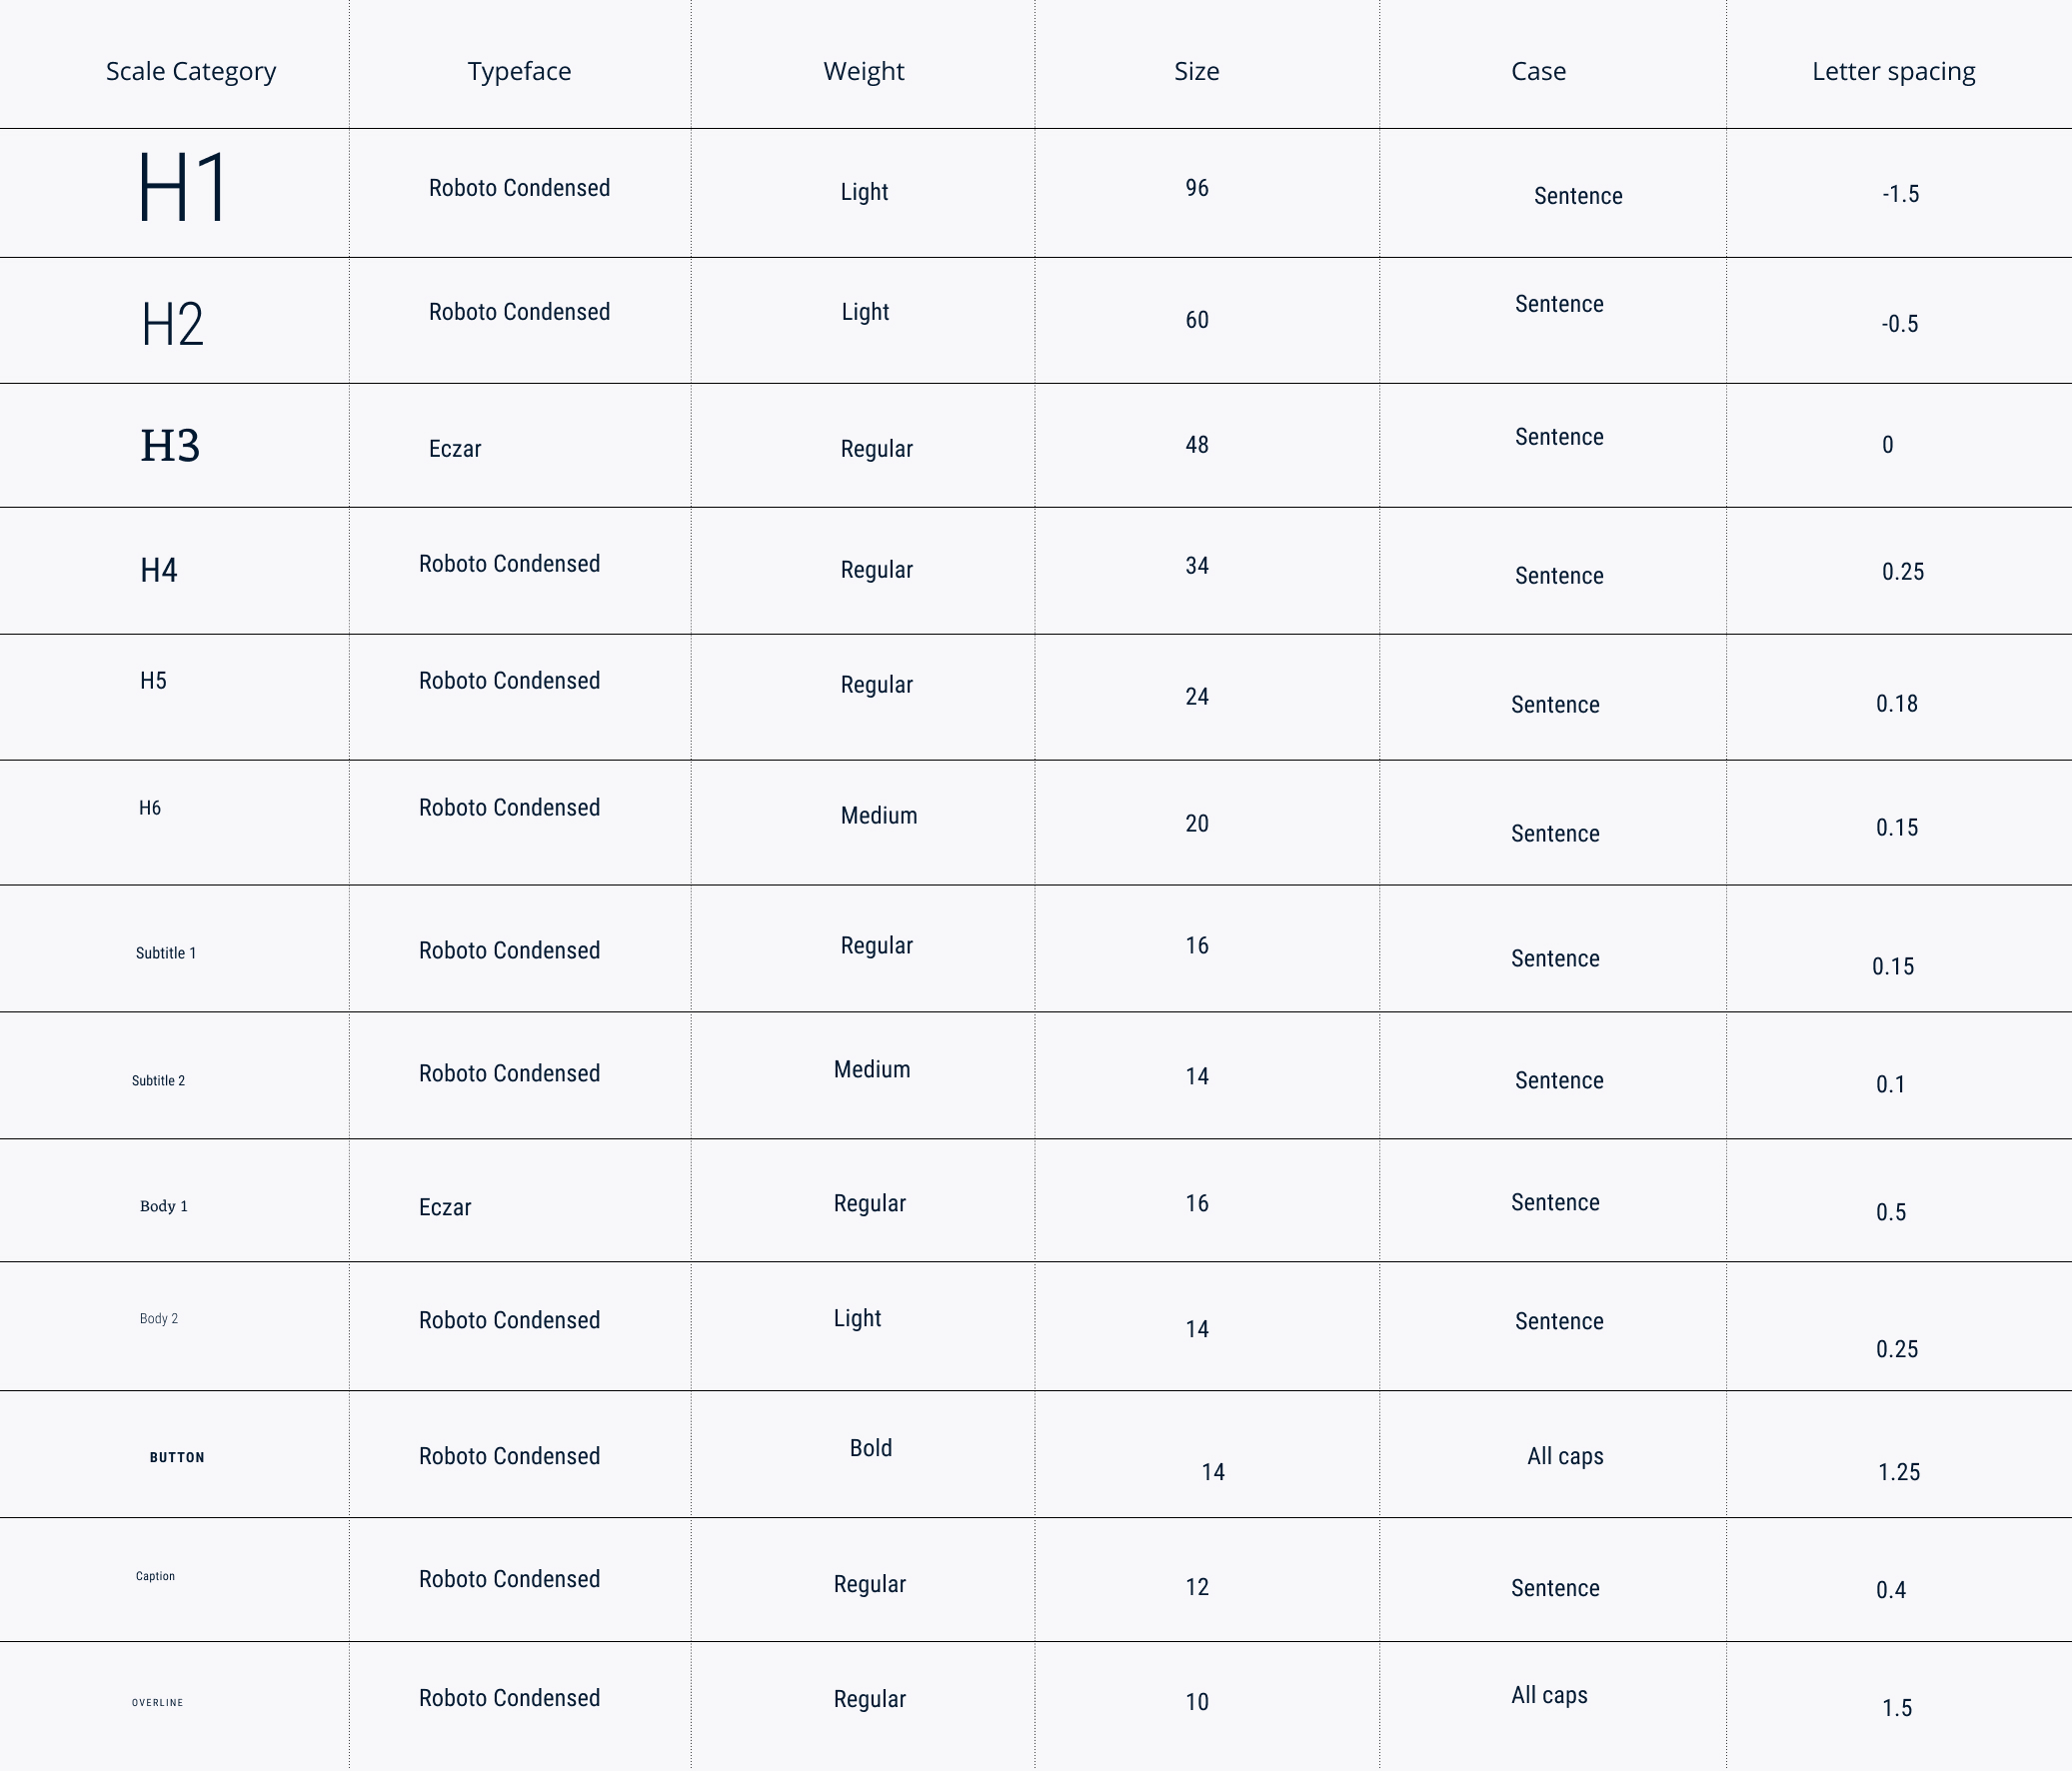 Scale Category Typeface Weight Size Case Letter spacing
H1 Roboto Condensed Light 96 Sentence -1.5
H2 Roboto Condensed Light 60 Sentence -0.5
H3 Eczar Regular 48 Sentence 0
H4 Roboto Condensed Regular 34 Sentence 0.25
H5 Roboto Condensed Regular 24 Sentence 0.18
H6 Roboto Condensed Medium 20 Sentence 0.15
Subtitle 1 Roboto Condensed Regular 16 Sentence 0.15
Subtitle 2 Roboto Condensed Medium 14 Sentence 0.1
Body 1 Eczar Regular 16 Sentence 0.5
Body 2 Roboto Condensed Light 14 Sentence 0.25
BUTTON Roboto Condensed Bold 14 All caps 1.25
Caption Roboto Condensed Regular 12 Sentence 0.4
OVERLINE Roboto Condensed Regular 10 All caps 1.5